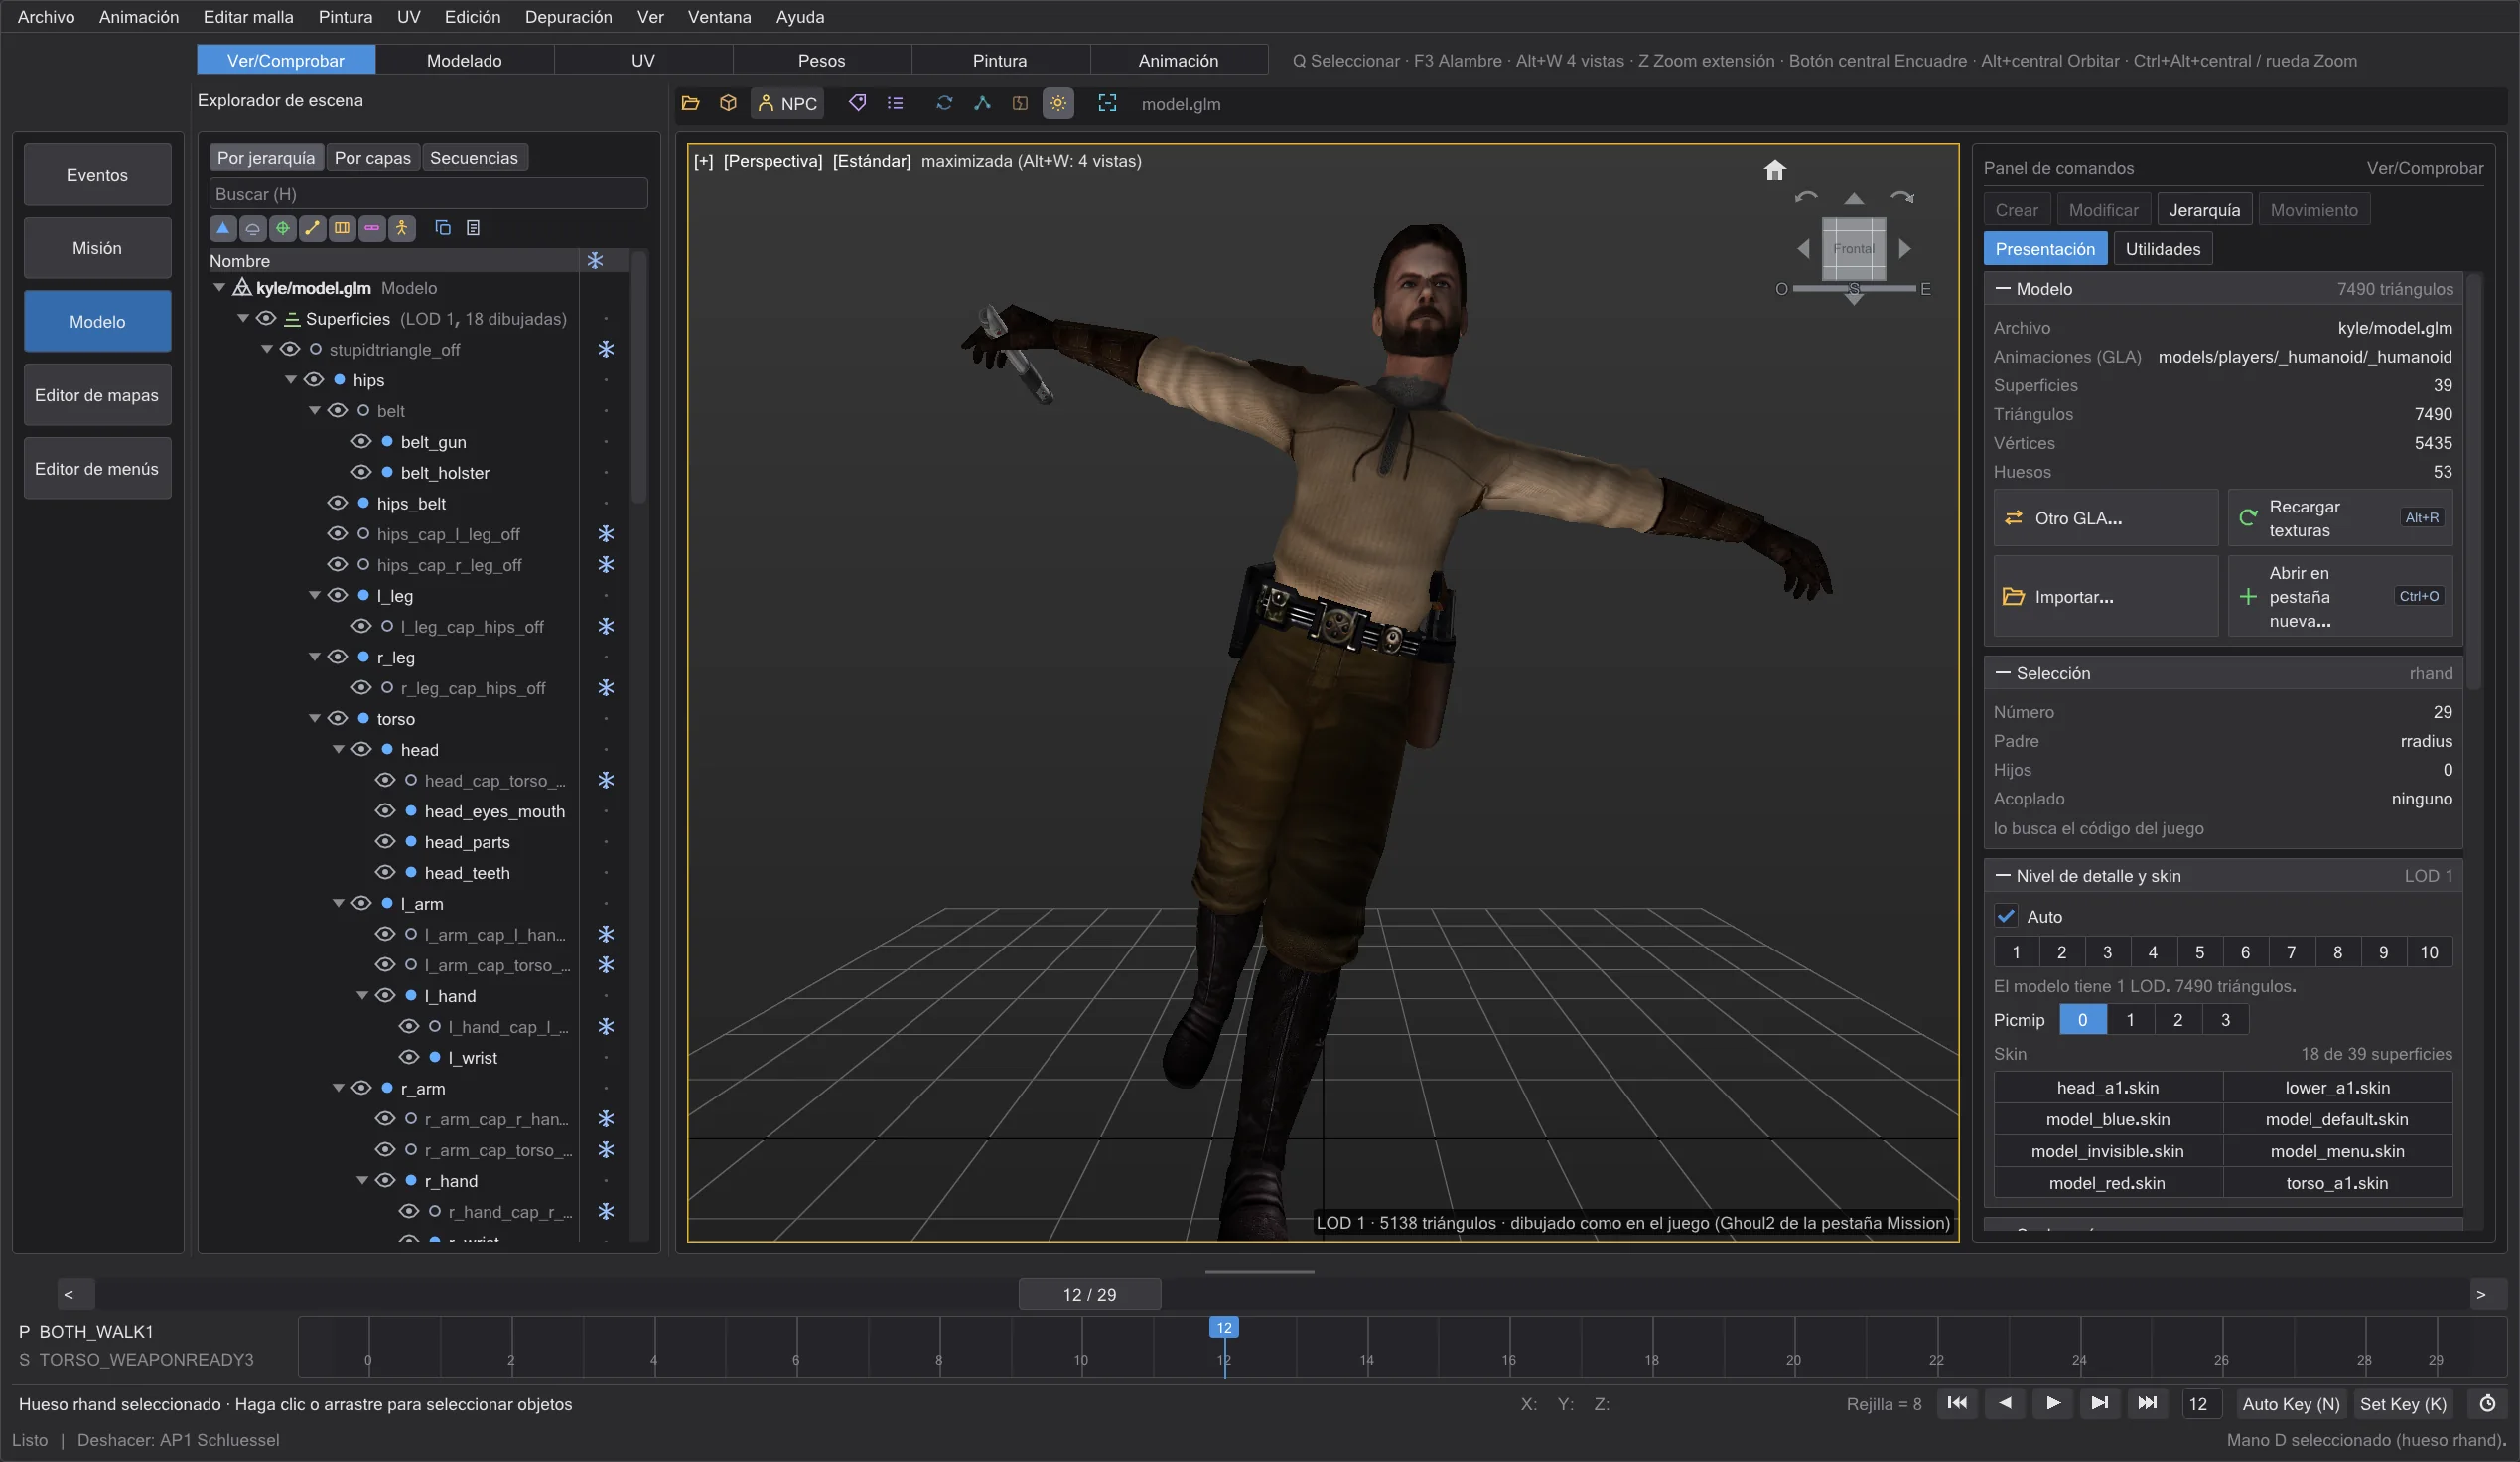 Archivo Animación Editar malla Pintura UV Edición Depuración Ver Ventana Ayuda
Ver/Comprobar Modelado UV Pesos Pintura Animación Q Seleccionar · F3 Alambre · Alt+W 4 vistas · Z Zoom extensión · Botón central Encuadre · Alt+central Orbitar · Ctrl+Alt+central / rueda Zoom
Eventos
Misión
Modelo
Editor de mapas
Editor de menús
Explorador de escena
Por jerarquía Por capas Secuencias
Buscar (H)
Nombre
kyle/model.glm Modelo
Superficies (LOD 1, 18 dibujadas)
stupidtriangle_off
hips
belt
belt_gun
belt_holster
hips_belt
hips_cap_l_leg_off
hips_cap_r_leg_off
l_leg
l_leg_cap_hips_off
r_leg
r_leg_cap_hips_off
torso
head
head_cap_torso_...
head_eyes_mouth
head_parts
head_teeth
l_arm
l_arm_cap_l_han...
l_arm_cap_torso_...
l_hand
l_hand_cap_l_...
l_wrist
r_arm
r_arm_cap_r_han...
r_arm_cap_torso_...
r_hand
r_hand_cap_r_...
r_wrist
NPC model.glm
[+] [Perspectiva] [Estándar] maximizada (Alt+W: 4 vistas)
Frontal
O S E
LOD 1 · 5138 triángulos · dibujado como en el juego (Ghoul2 de la pestaña Mission)
Panel de comandos Ver/Comprobar
Crear Modificar Jerarquía Movimiento
Presentación Utilidades
Modelo 7490 triángulos
Archivo kyle/model.glm
Animaciones (GLA) models/players/_humanoid/_humanoid
Superficies 39
Triángulos 7490
Vértices 5435
Huesos 53
Otro GLA...
Recargar texturas Alt+R
Importar...
Abrir en pestaña nueva... Ctrl+O
Selección rhand
Número 29
Padre rradius
Hijos 0
Acoplado ninguno
lo busca el código del juego
Nivel de detalle y skin LOD 1
Auto
1 2 3 4 5 6 7 8 9 10
El modelo tiene 1 LOD. 7490 triángulos.
Picmip 0 1 2 3
Skin 18 de 39 superficies
head_a1.skin lower_a1.skin
model_blue.skin model_default.skin
model_invisible.skin model_menu.skin
model_red.skin torso_a1.skin
< 12 / 29 >
P BOTH_WALK1
S TORSO_WEAPONREADY3
12
0 2 4 6 8 10 12 14 16 18 20 22 24 26 28 29
Hueso rhand seleccionado · Haga clic o arrastre para seleccionar objetos X: Y: Z: Rejilla = 8 12 Auto Key (N) Set Key (K)
Listo | Deshacer: AP1 Schluessel Mano D seleccionado (hueso rhand).